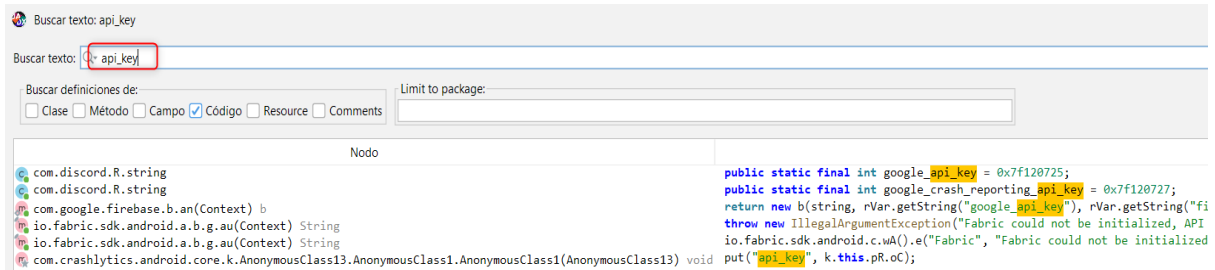 Buscar texto: api_key
Buscar texto: api_key
Buscar definiciones de: Limit to package:
Clase Método Campo Código Resource Comments
Nodo
com.discord.R.string public static final int google_api_key = 0x7f120725;
com.discord.R.string public static final int google_crash_reporting_api_key = 0x7f120727;
com.google.firebase.b.an(Context) b return new b(string, rVar.getString("google_api_key"), rVar.getString("fi
io.fabric.sdk.android.a.b.g.au(Context) String throw new IllegalArgumentException("Fabric could not be initialized, API
io.fabric.sdk.android.a.b.g.au(Context) String io.fabric.sdk.android.c.wA().e("Fabric", "Fabric could not be initialized
com.crashlytics.android.core.k.AnonymousClass13.AnonymousClass1.AnonymousClass1(AnonymousClass13) void put("api_key", k.this.pR.oC);